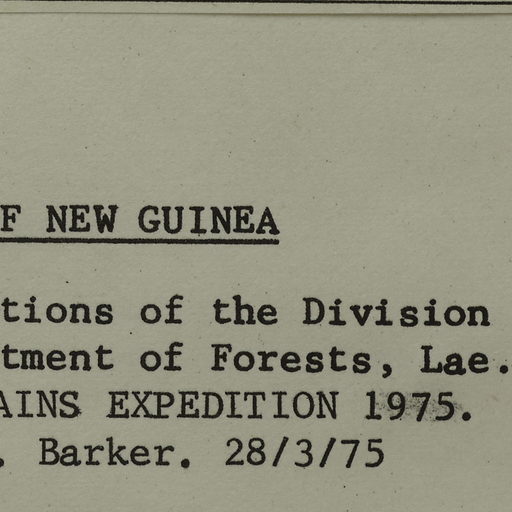 F NEW GUINEA
tions of the Division
tment of Forests, Lae.
AINS EXPEDITION 1975.
. Barker. 28/3/75